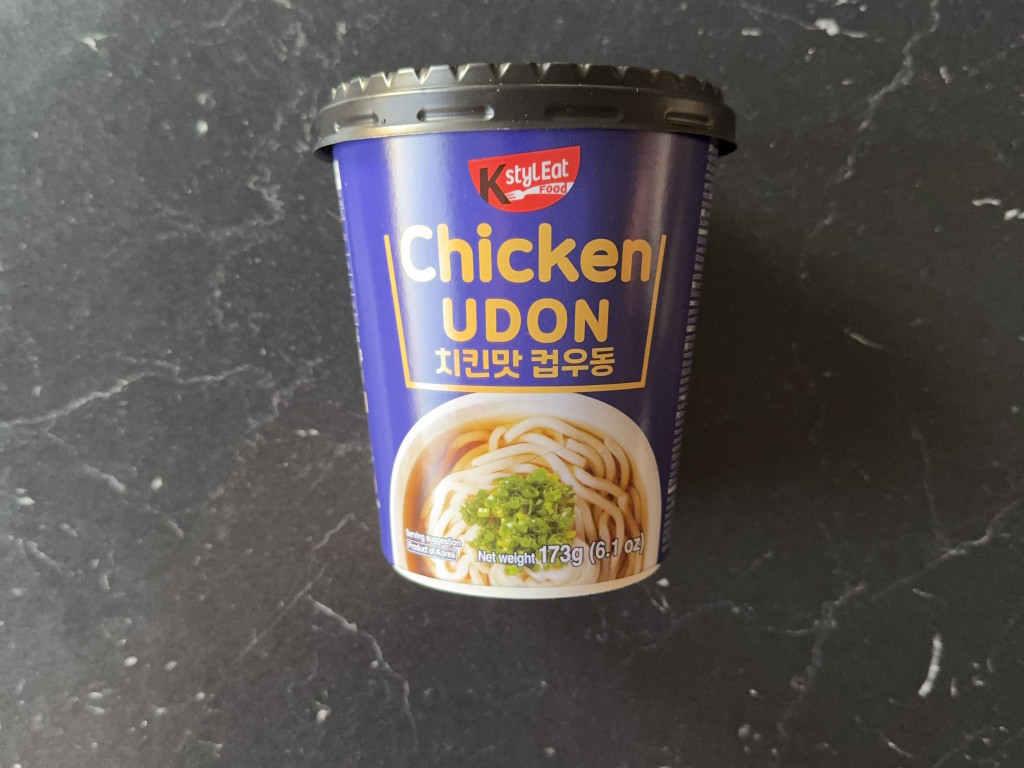 KstylEat
FOOD
Chicken
UDON
치킨맛 컵우동
Serving suggestion
Product of Korea
Net weight 173g (6.1 oz)